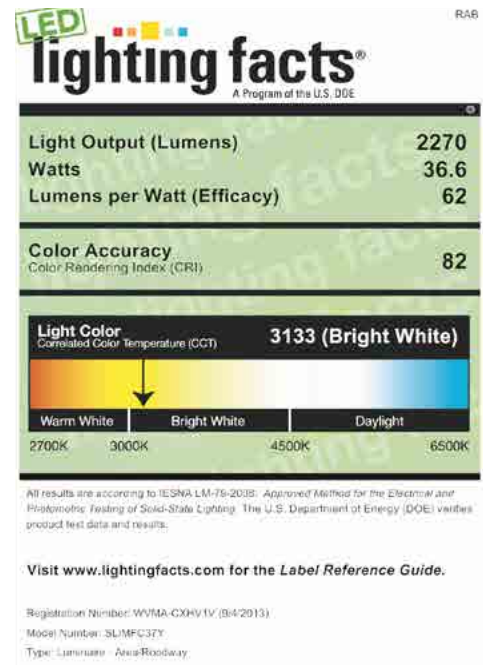 RAB
LED
lighting facts®
A Program of the U.S. DOE
Light Output (Lumens) 2270
Watts 36.6
Lumens per Watt (Efficacy) 62
Color Accuracy
Color Rendering Index (CRI) 82
Light Color
Correlated Color Temperature (CCT) 3133 (Bright White)
Warm White Bright White Daylight
2700K 3000K 4500K 6500K
All results are according to IESNA LM-79-2008: Approved Method for the Electrical and
Photometric Testing of Solid-State Lighting. The U.S. Department of Energy (DOE) verifies
product test data and results.
Visit www.lightingfacts.com for the Label Reference Guide.
Registration Number: WVMA-CXHV1V (9/4/2013)
Model Number: SLIMFC37Y
Type: Luminaire - Area/Roadway